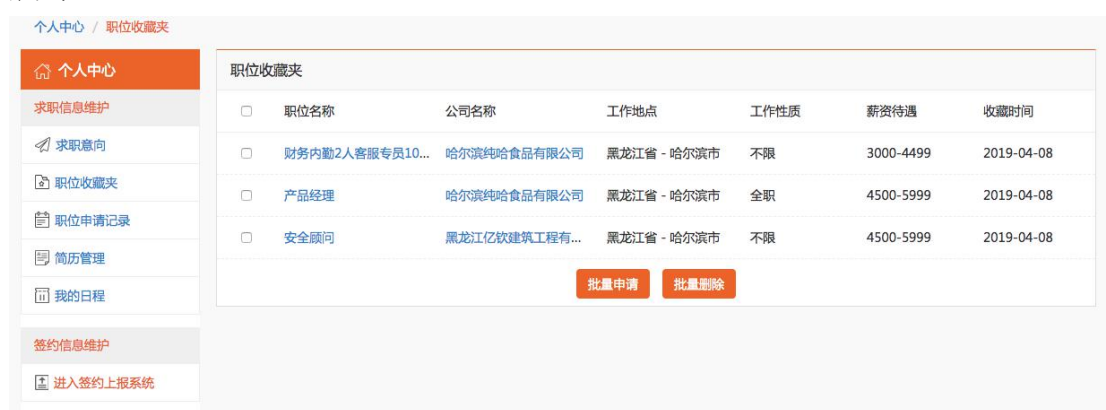 个人中心 / 职位收藏夹
个人中心
求职信息维护
求职意向
职位收藏夹
职位申请记录
简历管理
我的日程
签约信息维护
进入签约上报系统
职位收藏夹
职位名称 公司名称 工作地点 工作性质 薪资待遇 收藏时间
财务内勤2人客服专员10... 哈尔滨纯哈食品有限公司 黑龙江省 - 哈尔滨市 不限 3000-4499 2019-04-08
产品经理 哈尔滨纯哈食品有限公司 黑龙江省 - 哈尔滨市 全职 4500-5999 2019-04-08
安全顾问 黑龙江亿钦建筑工程有... 黑龙江省 - 哈尔滨市 不限 4500-5999 2019-04-08
批量申请 批量删除